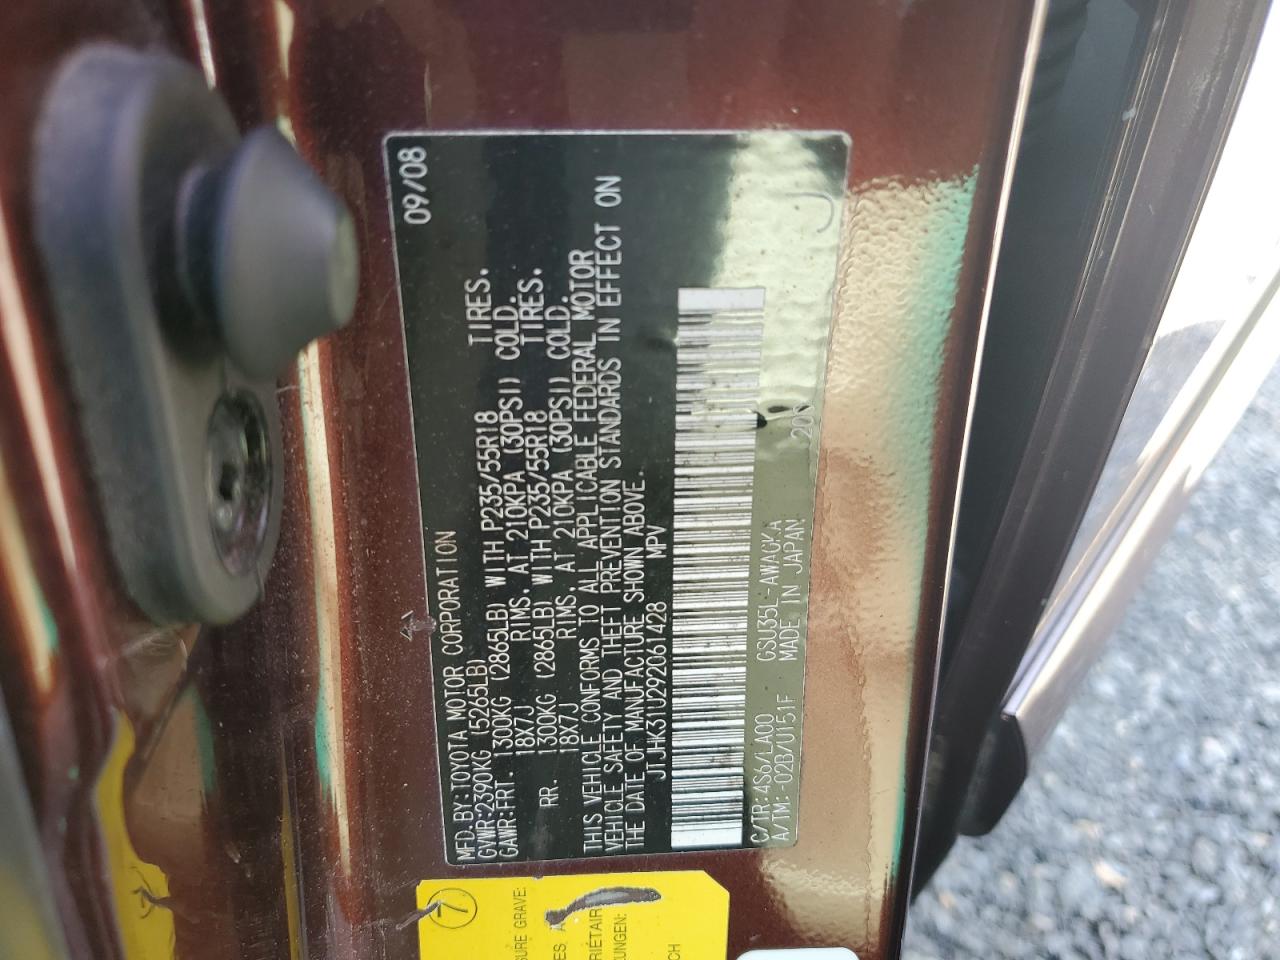 MFD.BY:TOYOTA MOTOR CORPORATION 09/08
GVWR:2390KG (5265LB)
GAWR:FRT. 1300KG (2865LB) WITH P235/55R18 TIRES.
18X7J RIMS. AT 210KPA (30PSI) COLD.
RR. 1300KG (2865LB) WITH P235/55R18 TIRES.
18X7J RIMS. AT 210KPA (30PSI) COLD.
THIS VEHICLE CONFORMS TO ALL APPLICABLE FEDERAL MOTOR
VEHICLE SAFETY AND THEFT PREVENTION STANDARDS IN EFFECT ON
THE DATE OF MANUFACTURE SHOWN ABOVE.
JTJHK31U292061428 MPV
C/TR:4S6/LA00 GSU35L-AWAGKA
A/TM:-02B/U151F MADE IN JAPAN
7
SURE GRAVE: